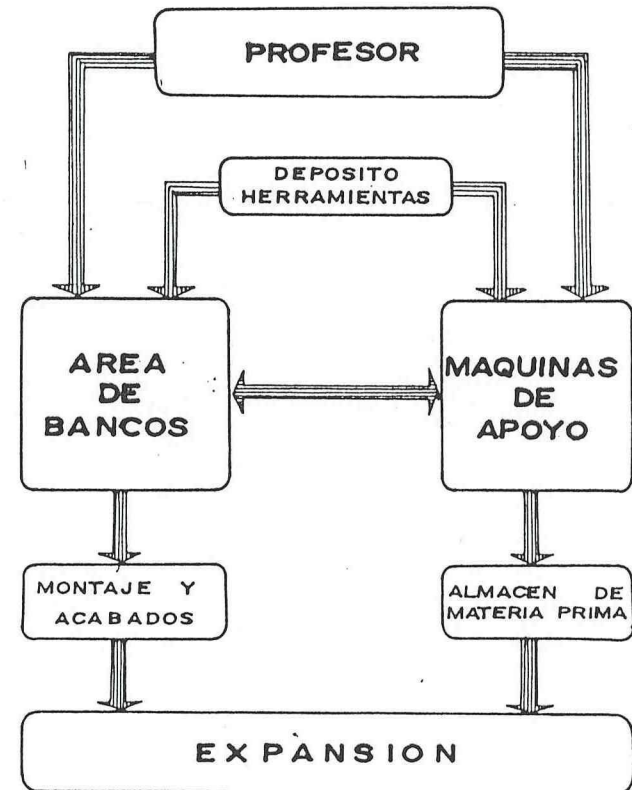 PROFESOR
DEPOSITO
HERRAMIENTAS
AREA
DE
BANCOS
MAQUINAS
DE
APOYO
MONTAJE Y
ACABADOS
ALMACEN DE
MATERIA PRIMA
EXPANSION